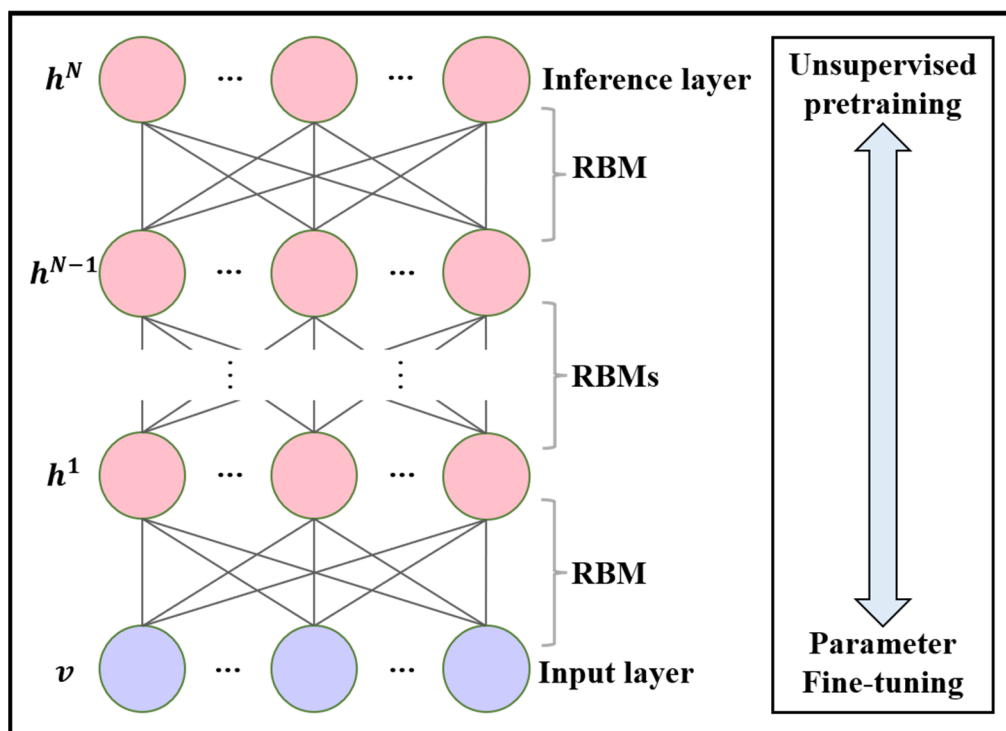 h^N ... ... Inference layer
RBM
h^{N-1} ... ...
⋮ ⋮
RBMs
h^1 ... ...
RBM
v ... ... Input layer
Unsupervised
pretraining
Parameter
Fine-tuning